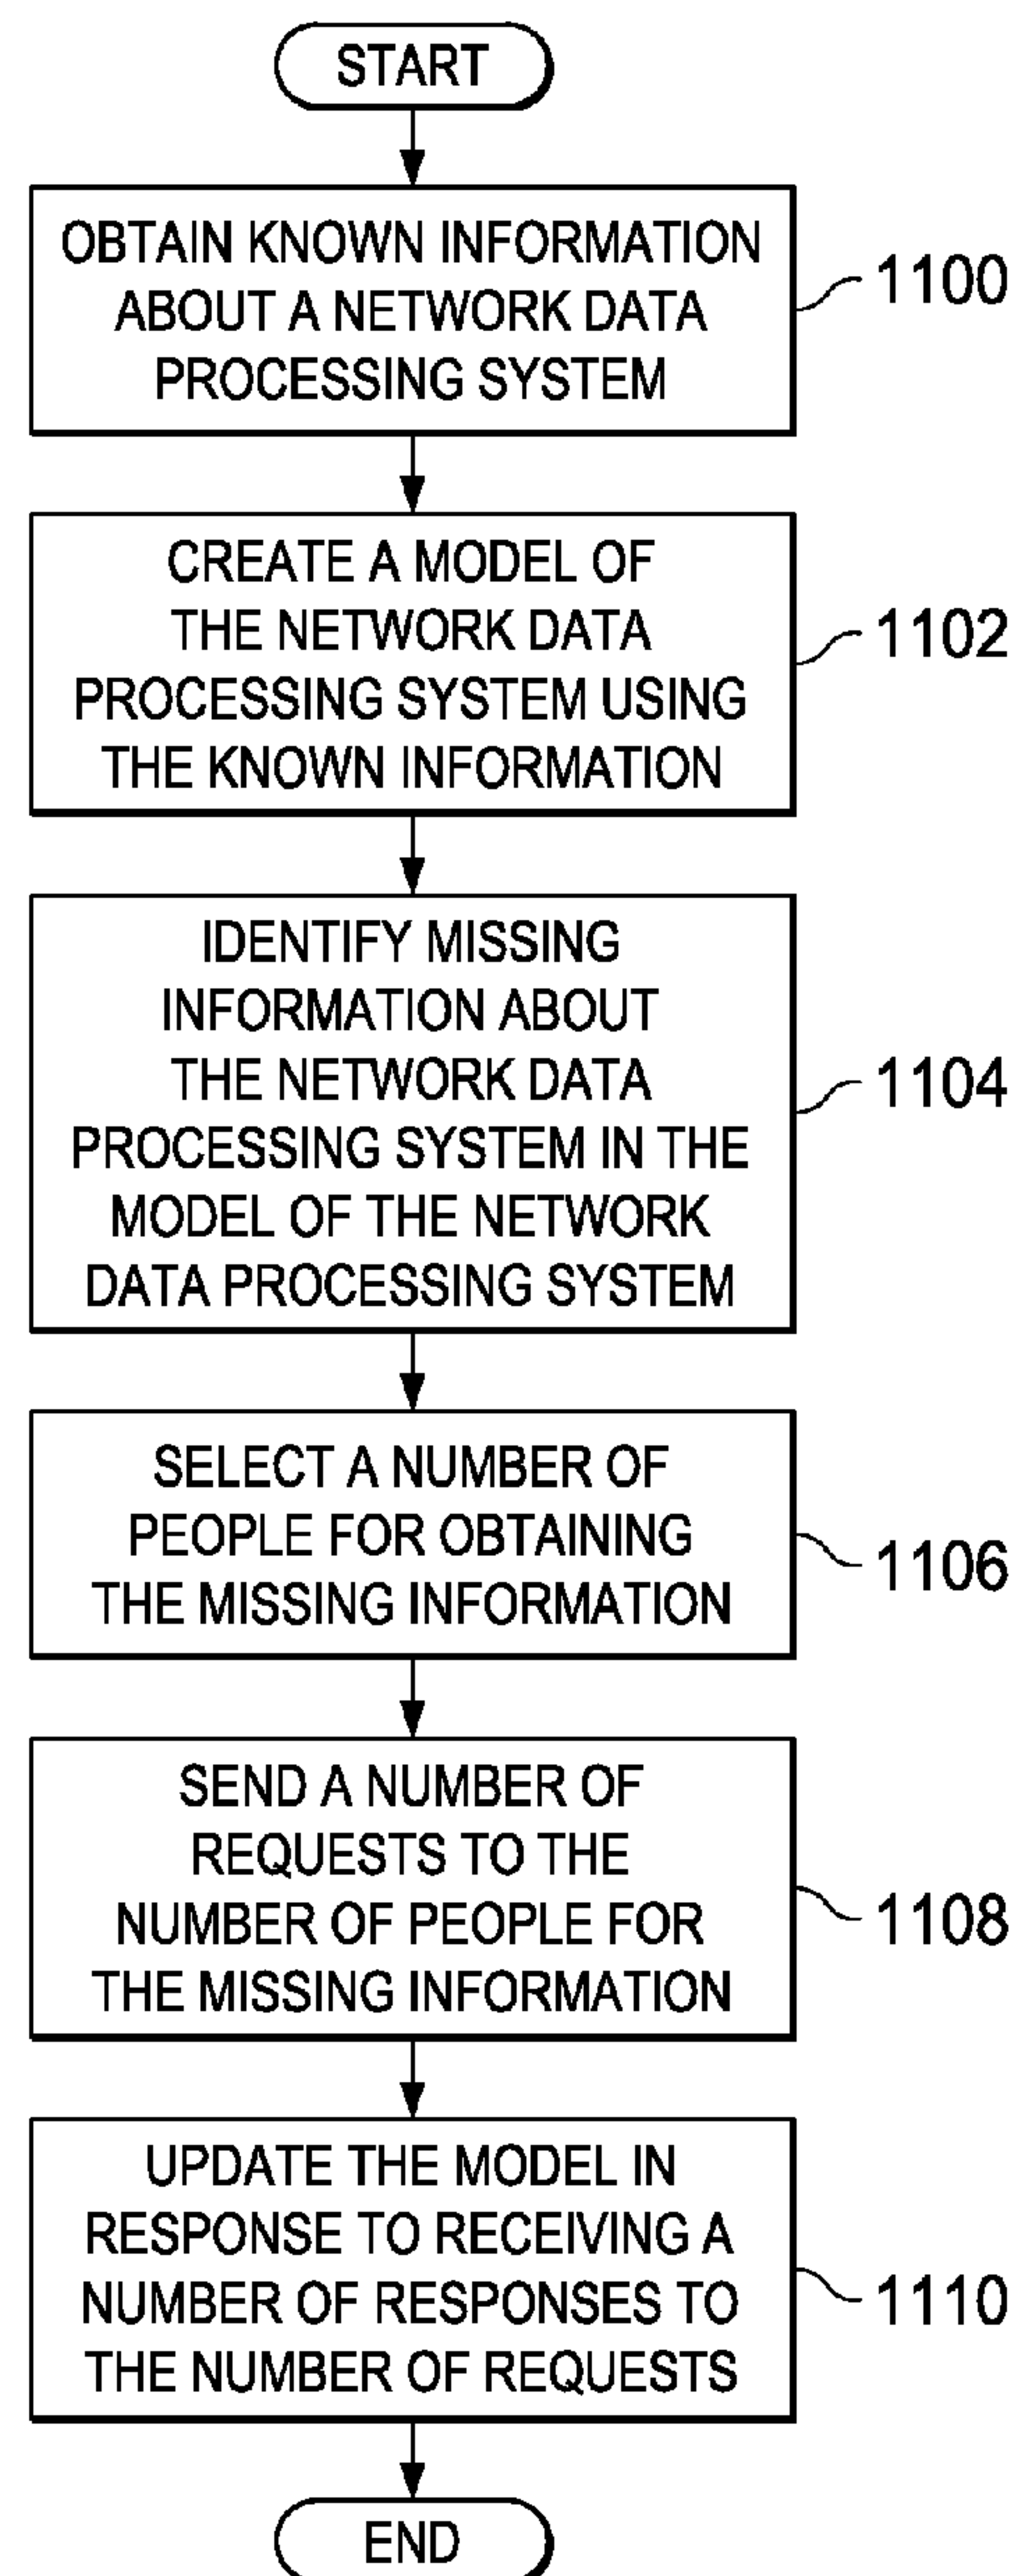 START
OBTAIN KNOWN INFORMATION
ABOUT A NETWORK DATA
PROCESSING SYSTEM
1100
CREATE A MODEL OF
THE NETWORK DATA
PROCESSING SYSTEM USING
THE KNOWN INFORMATION
1102
IDENTIFY MISSING
INFORMATION ABOUT
THE NETWORK DATA
PROCESSING SYSTEM IN THE
MODEL OF THE NETWORK
DATA PROCESSING SYSTEM
1104
SELECT A NUMBER OF
PEOPLE FOR OBTAINING
THE MISSING INFORMATION
1106
SEND A NUMBER OF
REQUESTS TO THE
NUMBER OF PEOPLE FOR
THE MISSING INFORMATION
1108
UPDATE THE MODEL IN
RESPONSE TO RECEIVING A
NUMBER OF RESPONSES TO
THE NUMBER OF REQUESTS
1110
END